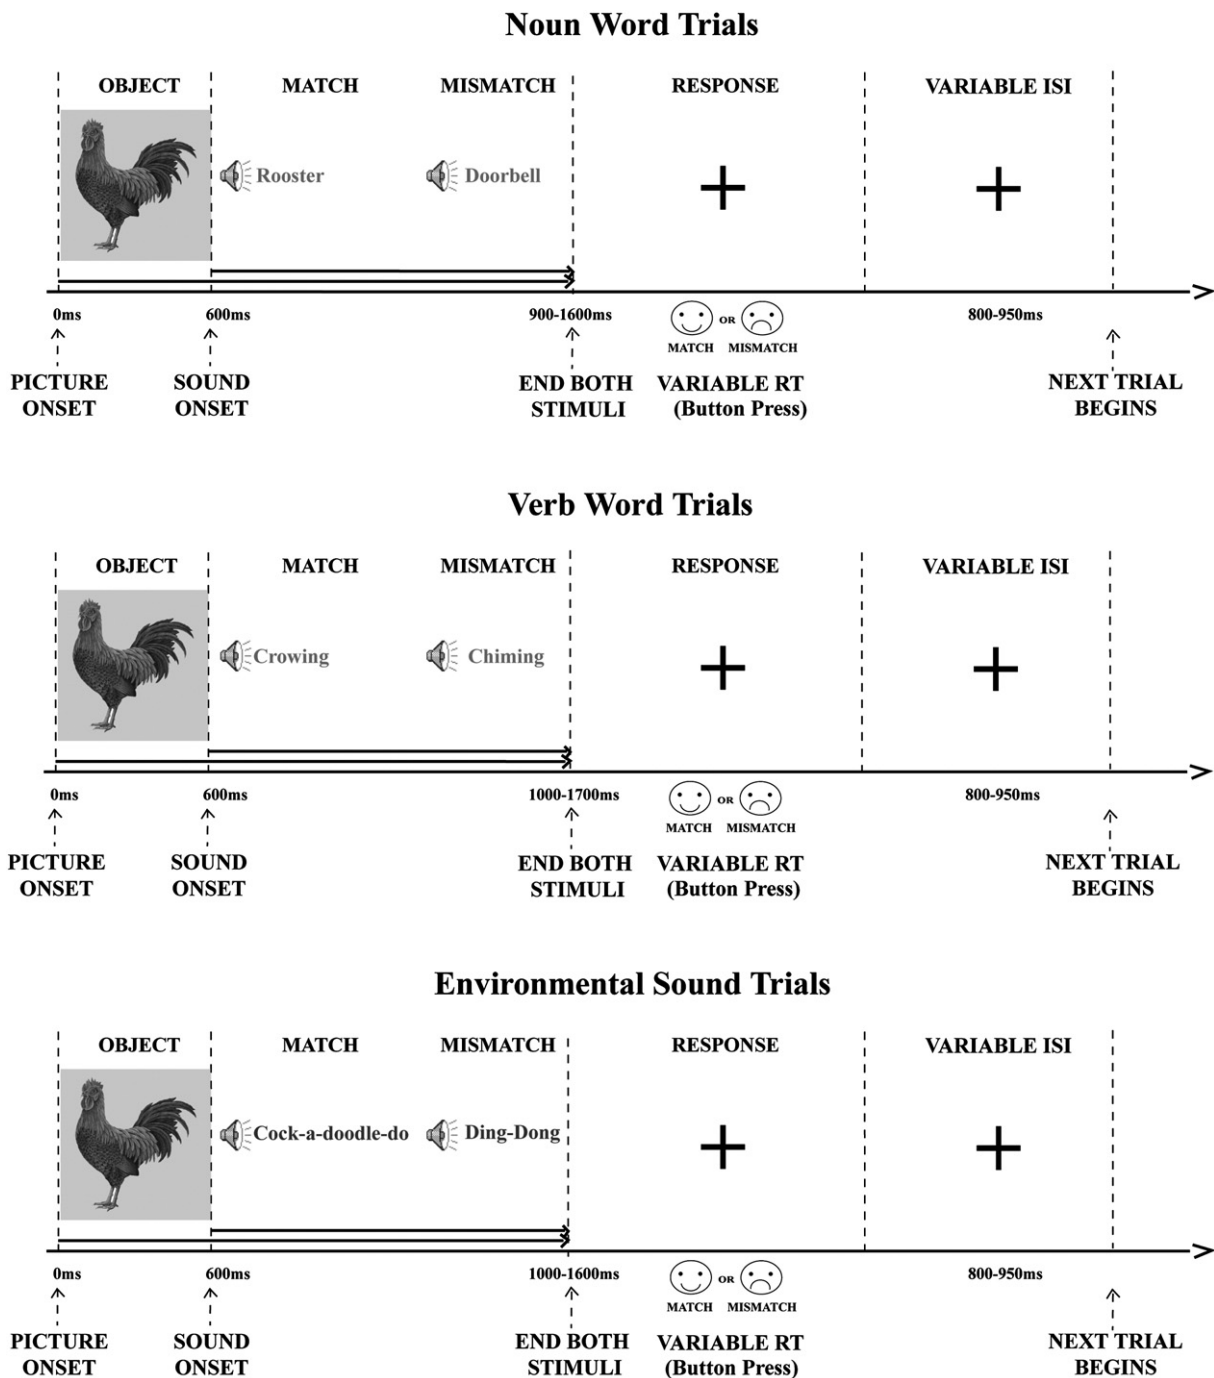 Noun Word Trials
OBJECT MATCH MISMATCH RESPONSE VARIABLE ISI
Rooster Doorbell
0ms 600ms 900-1600ms OR 800-950ms
MATCH MISMATCH
PICTURE ONSET
SOUND ONSET
END BOTH STIMULI
VARIABLE RT (Button Press)
NEXT TRIAL BEGINS
Verb Word Trials
OBJECT MATCH MISMATCH RESPONSE VARIABLE ISI
Crowing Chiming
0ms 600ms 1000-1700ms OR 800-950ms
MATCH MISMATCH
PICTURE ONSET
SOUND ONSET
END BOTH STIMULI
VARIABLE RT (Button Press)
NEXT TRIAL BEGINS
Environmental Sound Trials
OBJECT MATCH MISMATCH RESPONSE VARIABLE ISI
Cock-a-doodle-do Ding-Dong
0ms 600ms 1000-1600ms OR 800-950ms
MATCH MISMATCH
PICTURE ONSET
SOUND ONSET
END BOTH STIMULI
VARIABLE RT (Button Press)
NEXT TRIAL BEGINS